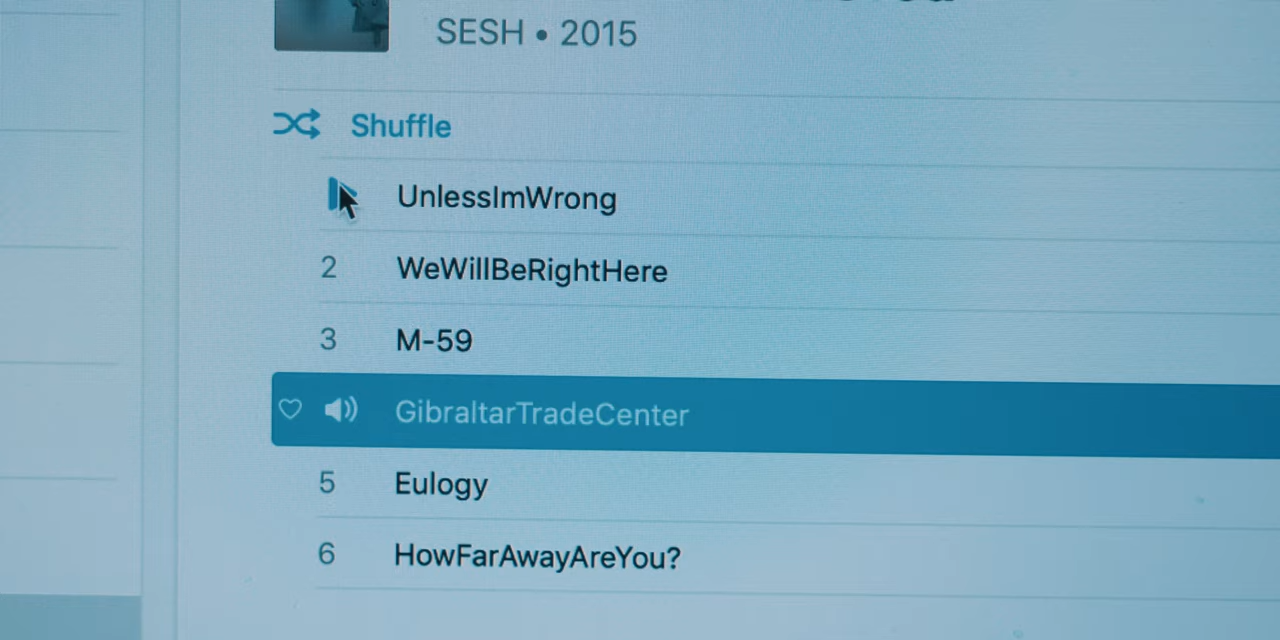 SESH • 2015
Shuffle
UnlessImWrong
2 WeWillBeRightHere
3 M-59
GibraltarTradeCenter
5 Eulogy
6 HowFarAwayAreYou?